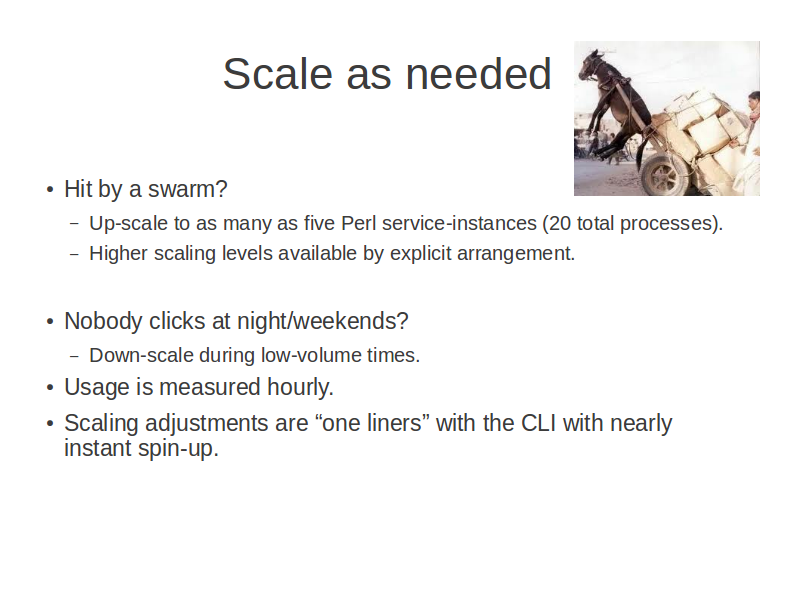 Scale as needed
• Hit by a swarm?
– Up-scale to as many as five Perl service-instances (20 total processes).
– Higher scaling levels available by explicit arrangement.
• Nobody clicks at night/weekends?
– Down-scale during low-volume times.
• Usage is measured hourly.
• Scaling adjustments are “one liners” with the CLI with nearly
instant spin-up.